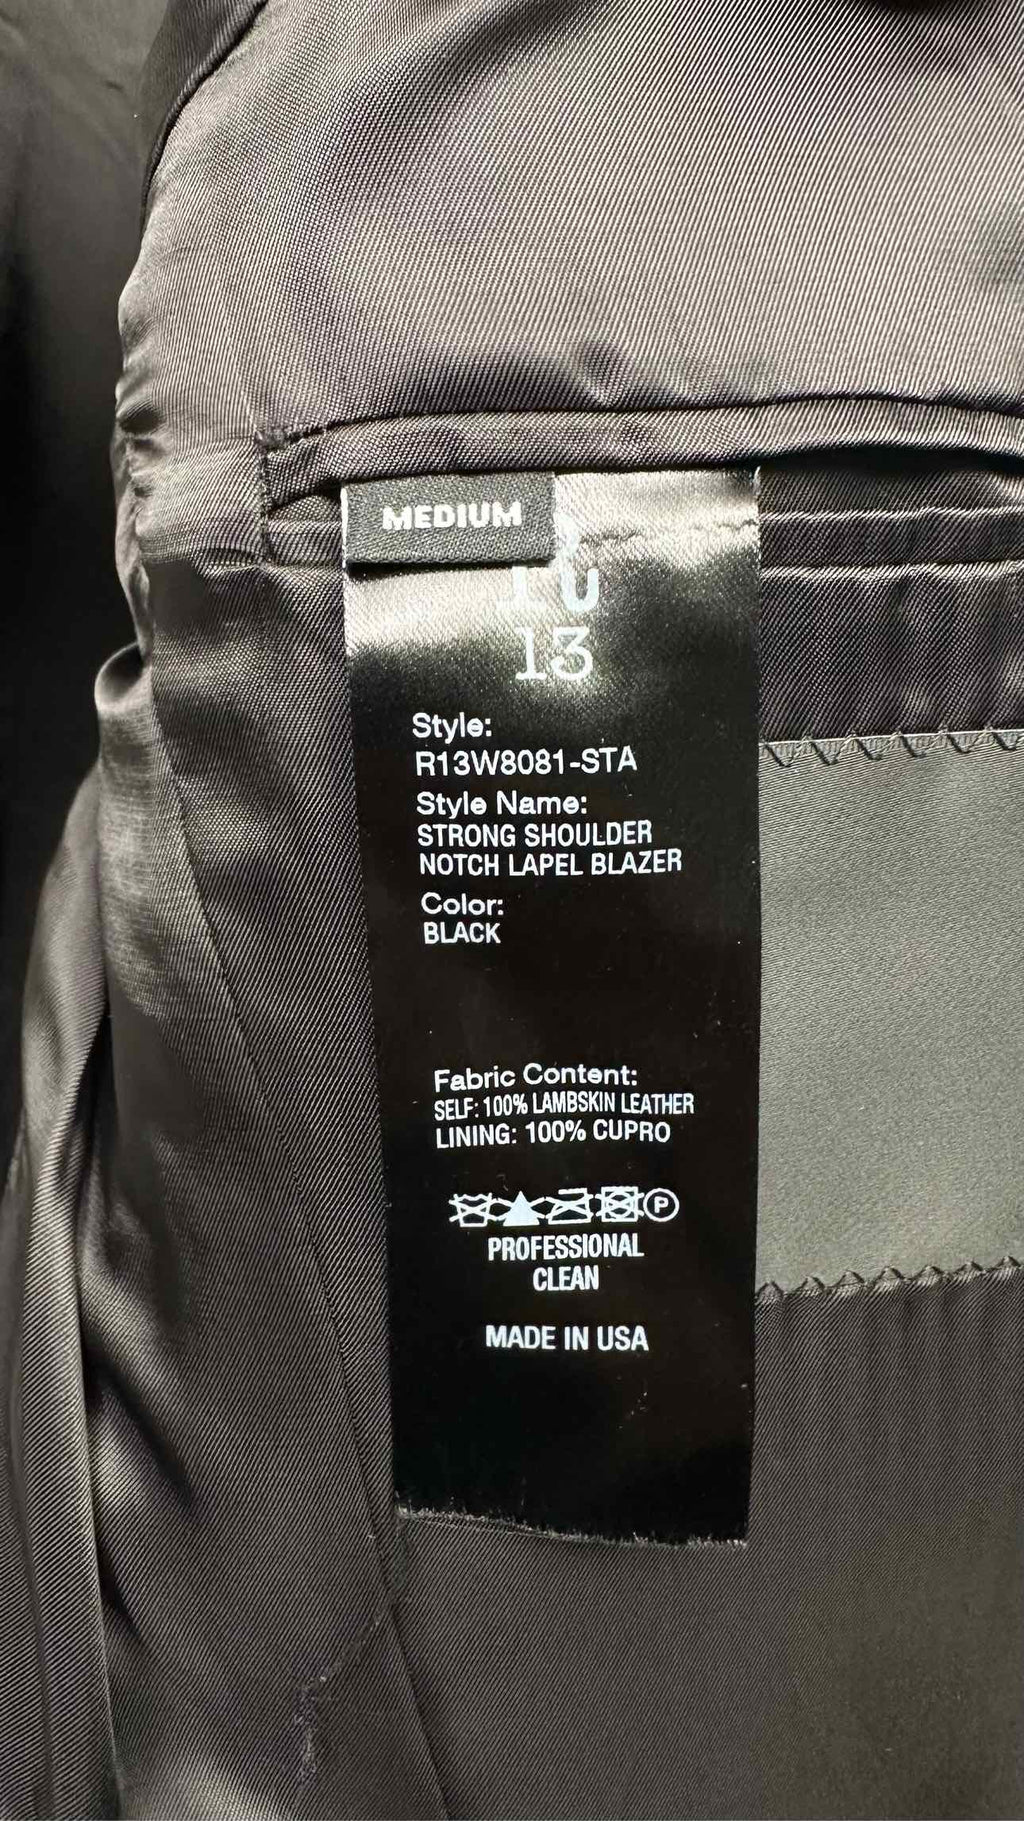 MEDIUM
13
Style:
R13W8081-STA
Style Name:
STRONG SHOULDER
NOTCH LAPEL BLAZER
Color:
BLACK
Fabric Content:
SELF: 100% LAMBSKIN LEATHER
LINING: 100% CUPRO
P
PROFESSIONAL
CLEAN
MADE IN USA